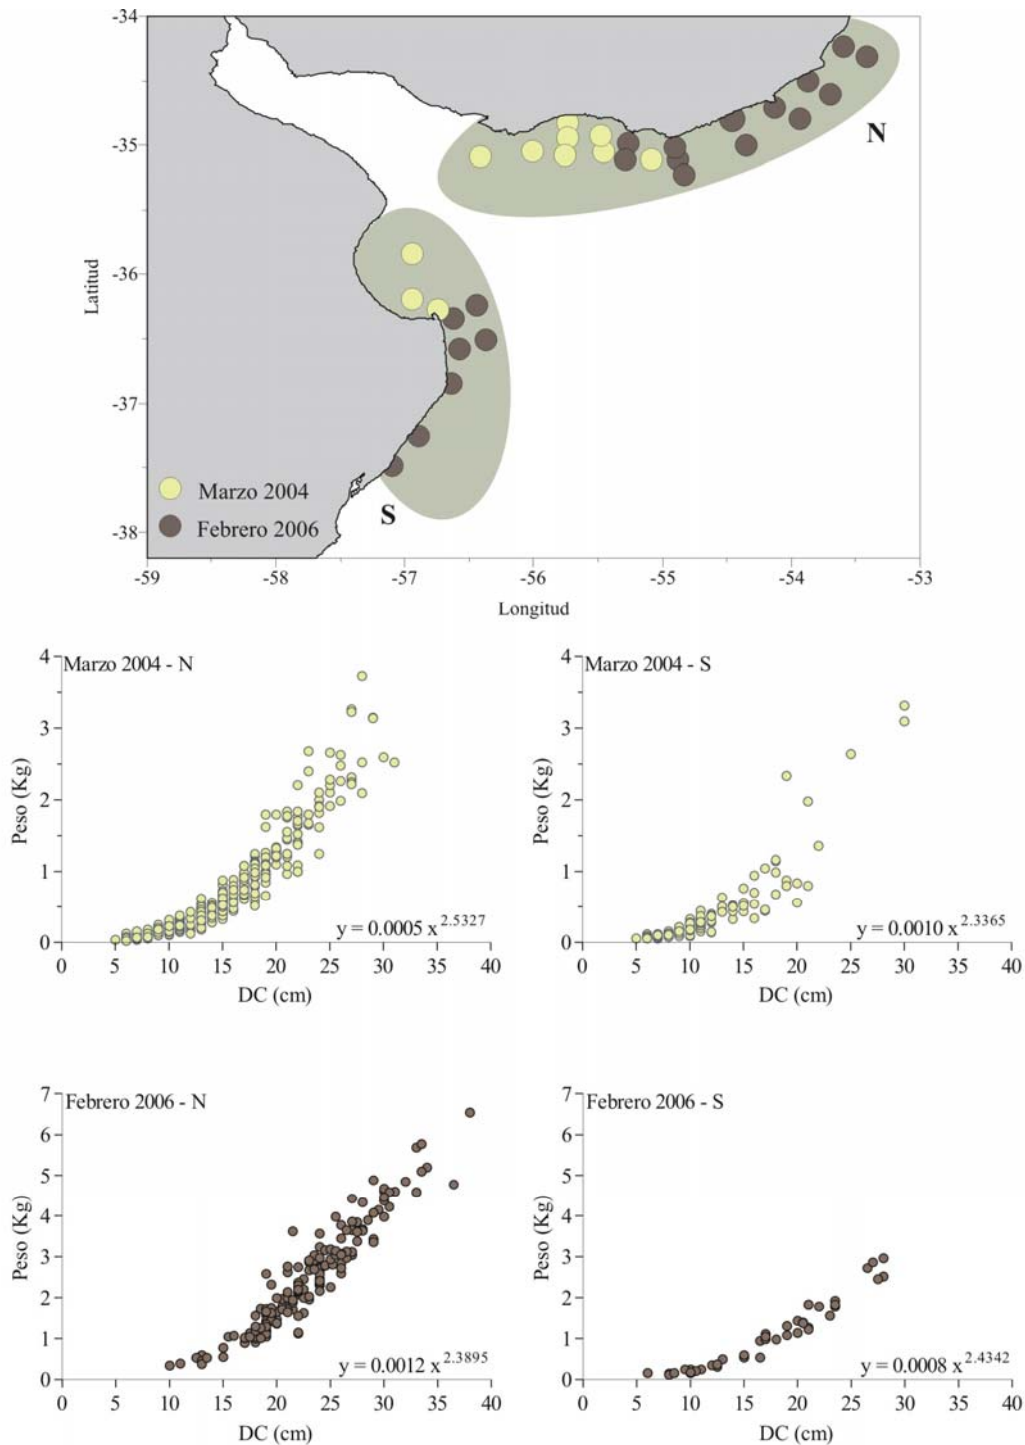 -34
-35
-36
-37
-38
Latitud
N
S
Marzo 2004
Febrero 2006
-59 -58 -57 -56 -55 -54 -53
Longitud
Marzo 2004 - N
4
3
2
1
0
Peso (Kg)
y = 0.0005 x^2.5327
0 5 10 15 20 25 30 35 40
DC (cm)
Marzo 2004 - S
4
3
2
1
0
Peso (Kg)
y = 0.0010 x^2.3365
0 5 10 15 20 25 30 35 40
DC (cm)
Febrero 2006 - N
7
6
5
4
3
2
1
0
Peso (Kg)
y = 0.0012 x^2.3895
0 5 10 15 20 25 30 35 40
DC (cm)
Febrero 2006 - S
7
6
5
4
3
2
1
0
Peso (Kg)
y = 0.0008 x^2.4342
0 5 10 15 20 25 30 35 40
DC (cm)